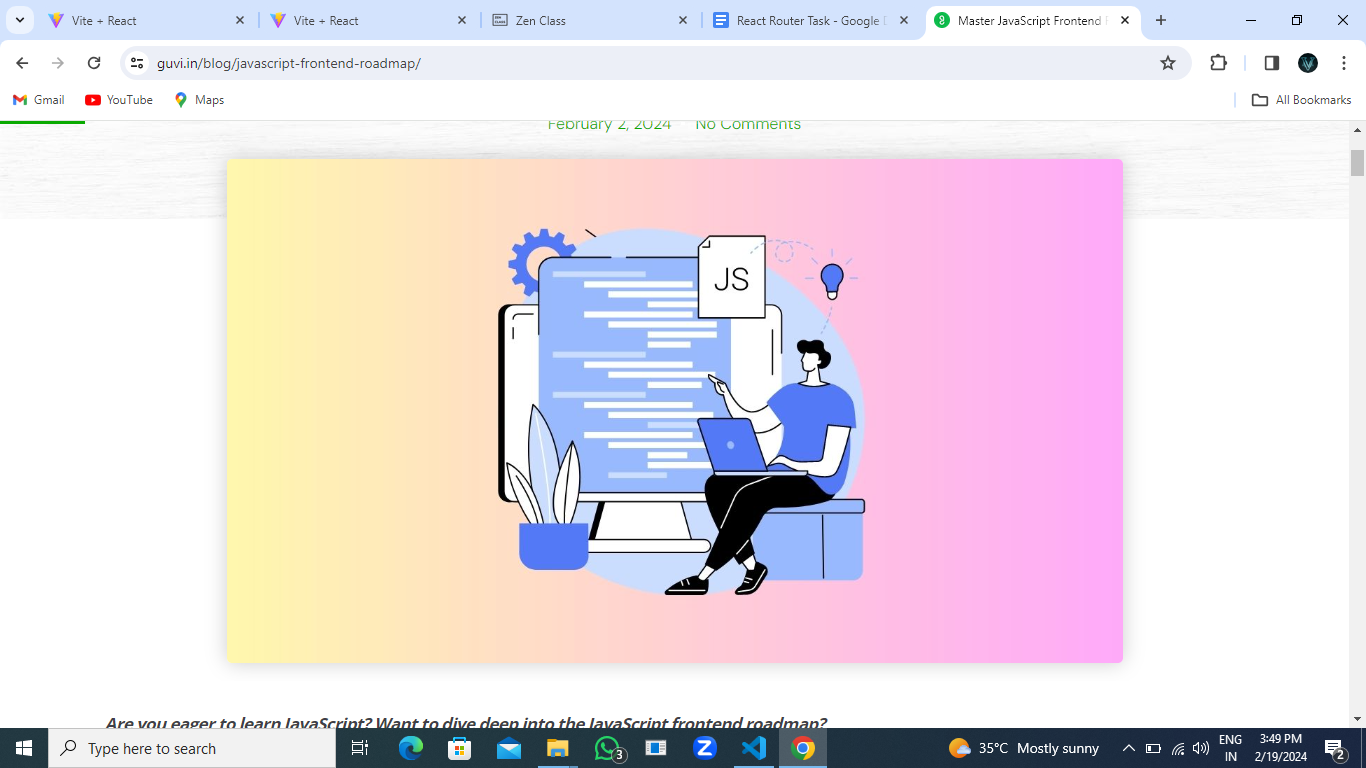 Vite + React
Vite + React
Zen Class
React Router Task - Google D
Master JavaScript Frontend R
guvi.in/blog/javascript-frontend-roadmap/
Gmail
YouTube
Maps
All Bookmarks
February 2, 2024
No Comments
JS
Are you eager to learn JavaScript? Want to dive deep into the JavaScript frontend roadmap?
Type here to search
3
35°C Mostly sunny
ENG
IN
3:49 PM
2/19/2024
2